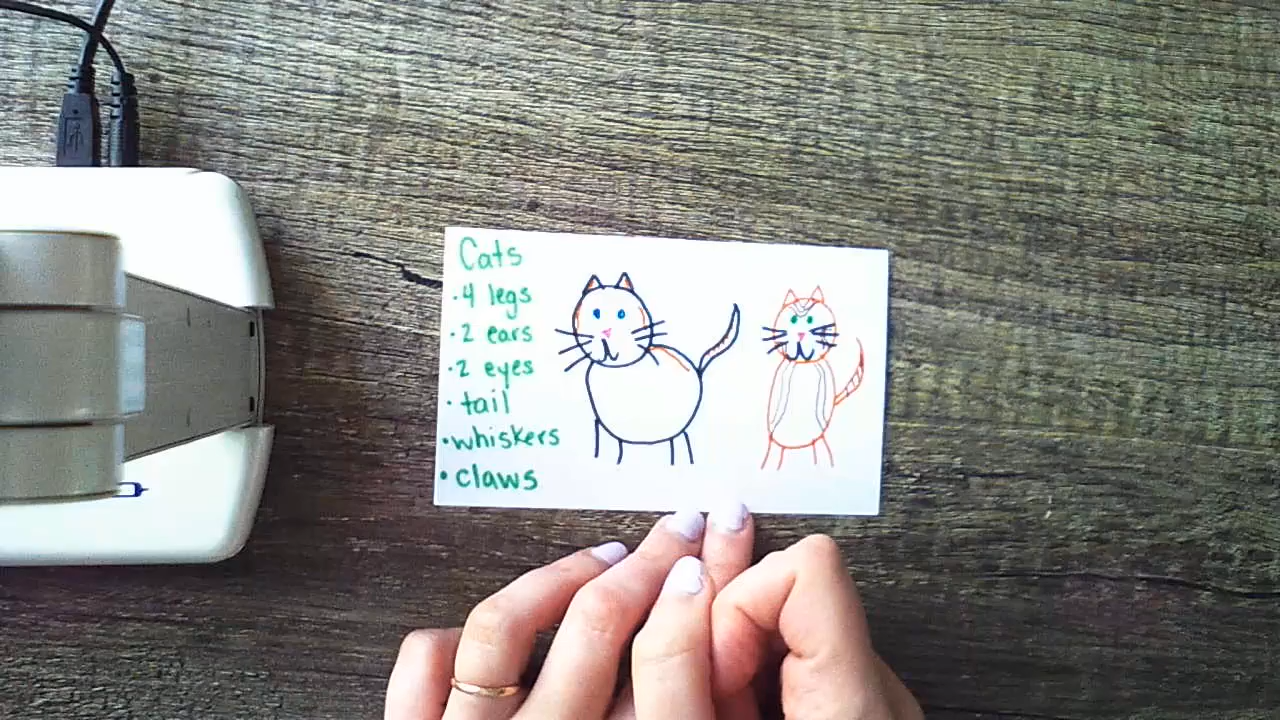 Cats
· 4 legs
· 2 ears
· 2 eyes
· tail
• whiskers
• claws